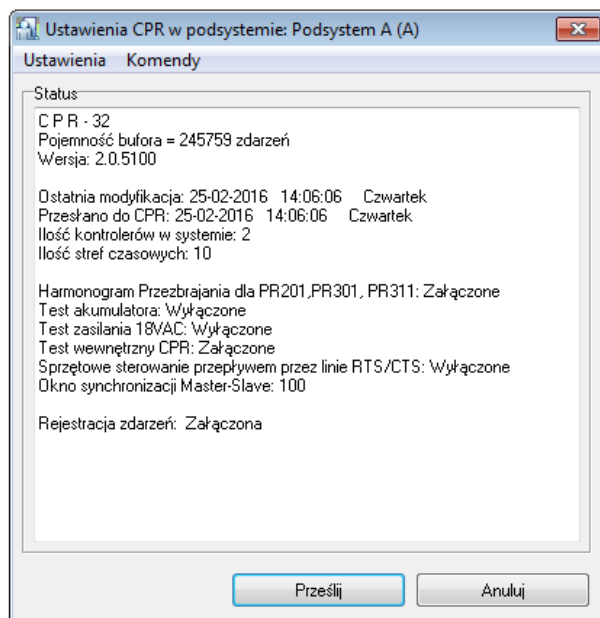 Ustawienia CPR w podsystemie: Podsystem A (A)
Ustawienia Komendy
Status
C P R - 32
Pojemność bufora = 245759 zdarzeń
Wersja: 2.0.5100
Ostatnia modyfikacja: 25-02-2016 14:06:06 Czwartek
Przesłano do CPR: 25-02-2016 14:06:06 Czwartek
Ilość kontrolerów w systemie: 2
Ilość stref czasowych: 10
Harmonogram Przezbrajania dla PR201,PR301, PR311: Załączone
Test akumulatora: Wyłączone
Test zasilania 18VAC: Wyłączone
Test wewnętrzny CPR: Załączone
Sprzętowe sterowanie przepływem przez linie RTS/CTS: Wyłączone
Okno synchronizacji Master-Slave: 100
Rejestracja zdarzeń: Załączona
Prześlij Anuluj